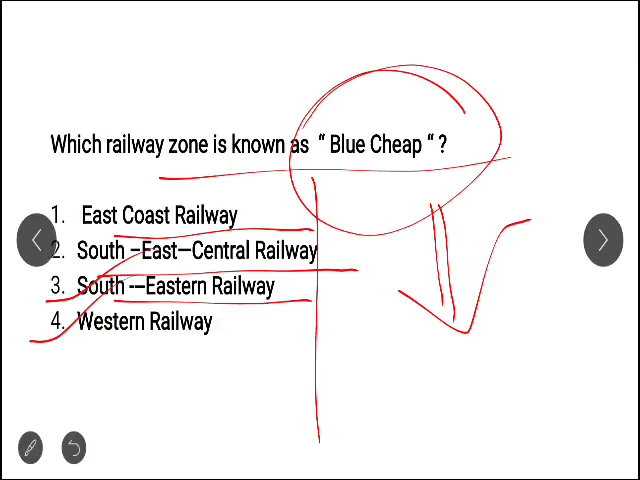 Which railway zone is known as “ Blue Cheap “ ?
1. East Coast Railway
2. South –East—Central Railway
3. South -–-Eastern Railway
4. Western Railway